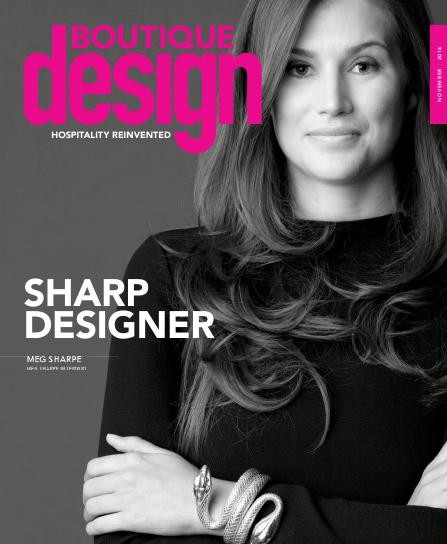 BOUTIQUE
design
HOSPITALITY REINVENTED
NOVEMBER 2014
SHARP
DESIGNER
MEG SHARPE